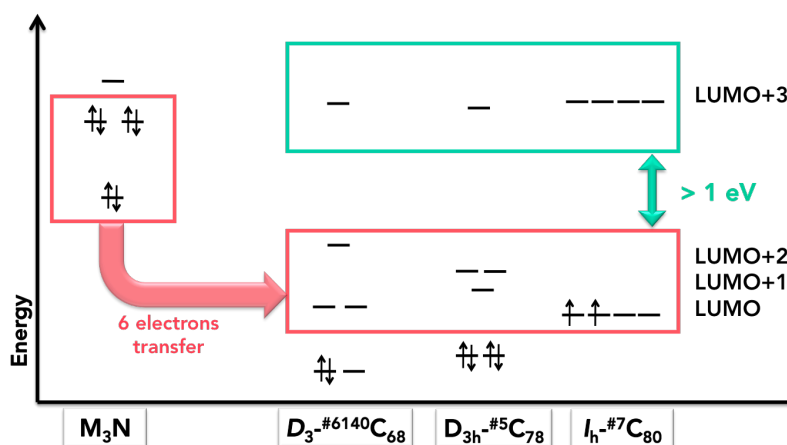 LUMO+3
> 1 eV
LUMO+2
LUMO+1
LUMO
Energy
6 electrons
transfer
M₃N
D₃-#6140C₆₈
D₃ₕ-#5C₇₈
Iₕ-#7C₈₀